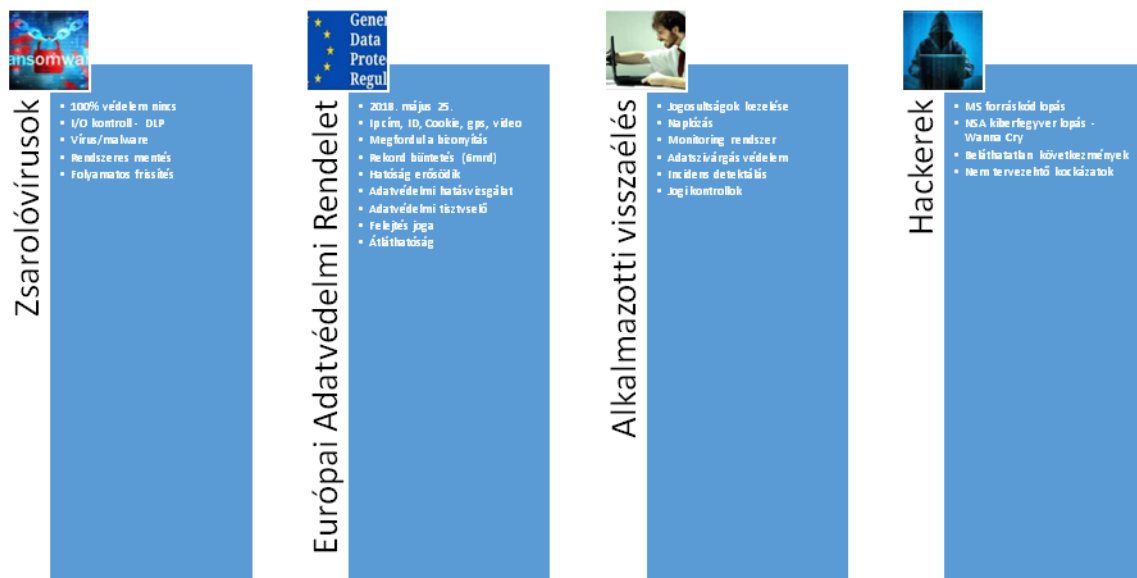 ansomwa
Zsarolóvírusok
100% védelem nincs
I/O kontroll - DLP
Vírus/malware
Rendszeres mentés
Folyamatos frissítés
Gener
Data
Prote
Regul
Európai Adatvédelmi Rendelet
2018. május 25.
Ip cím, ID, Cookie, gps, video
Megfordul a bizonyítás
Rekord büntetés (6mrd)
Hatóság erősödik
Adatvédelmi hatásvizsgálat
Adatvédelmi tisztvselő
Felejtés joga
Átláthatóság
Alkalmazotti visszaélés
Jogosultságok kezelése
Naplózás
Monitoring rendszer
Adatszivárgás védelem
Incidens detektálás
Jogi kontrollok
Hackerek
MS forráskód lopás
NSA kiberfegyver lopás -
Wanna Cry
Beláthatatlan következmények
Nem tervezehtő kockázatok